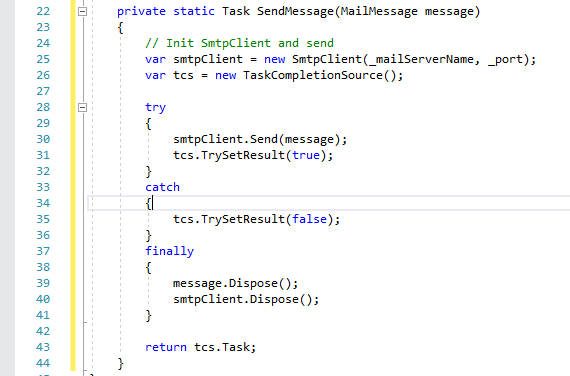 22 private static Task SendMessage(MailMessage message)
23 {
24 // Init SmtpClient and send
25 var smtpClient = new SmtpClient(_mailServerName, _port);
26 var tcs = new TaskCompletionSource();
27
28 try
29 {
30 smtpClient.Send(message);
31 tcs.TrySetResult(true);
32 }
33 catch
34 {
35 tcs.TrySetResult(false);
36 }
37 finally
38 {
39 message.Dispose();
40 smtpClient.Dispose();
41 }
42
43 return tcs.Task;
44 }